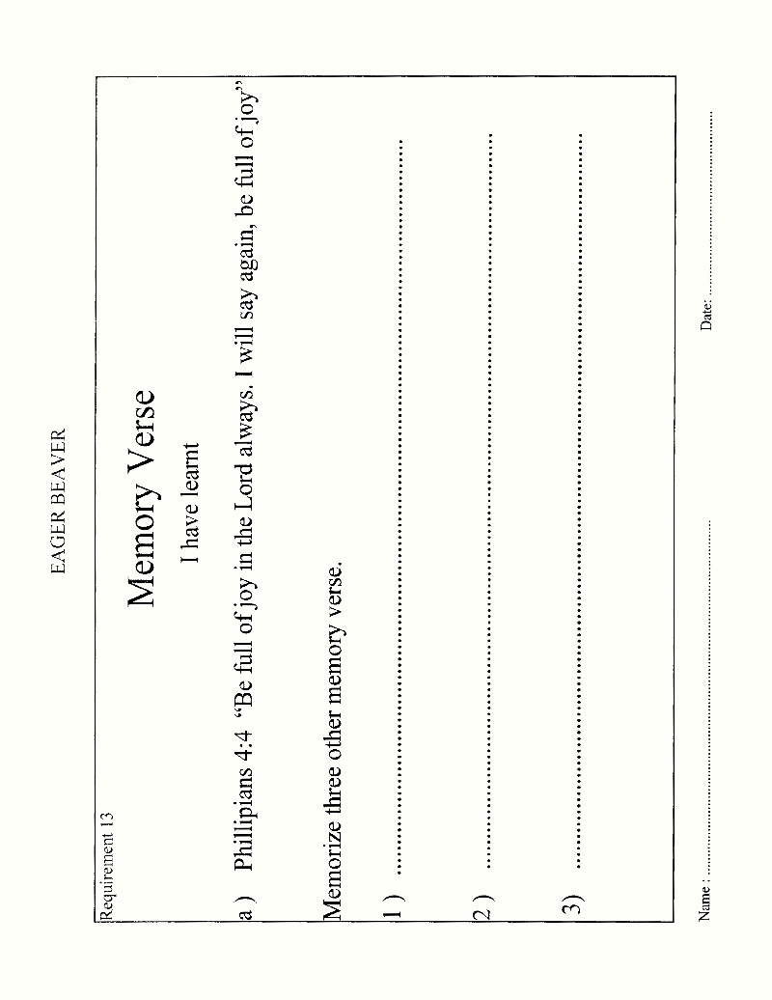 EAGER BEAVER
Requirement 13
Memory Verse
I have learnt
a ) Phillipians 4:4 “Be full of joy in the Lord always. I will say again, be full of joy”
Memorize three other memory verse.
1 ) ..........................................................................................
2 ) ..........................................................................................
3) ..........................................................................................
Name : .......................................................... Date: ..........................................